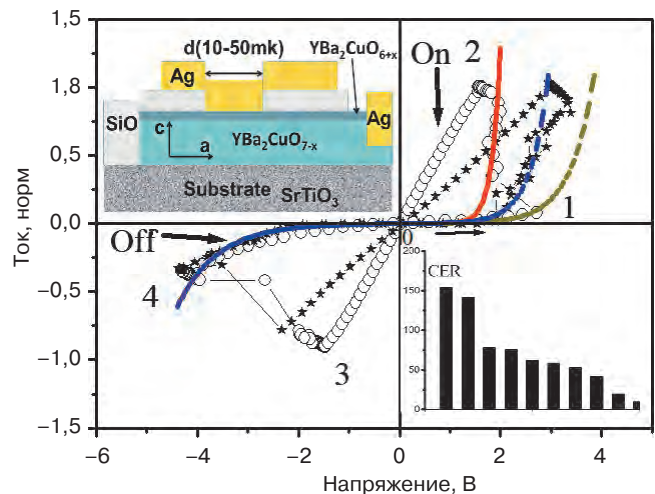 Ток, норм
1,5
1,8
0,5
0,0
−0,5
−1,0
−1,5
d(10-50mk)
YBa₂CuO₆₊ₓ
Ag
SiO
Ag
c
a
YBa₂CuO₇₋ₓ
Substrate SrTiO₃
On
2
1
0
Off
4
3
CER
200
150
100
50
0
−6
−4
−2
0
2
4
Напряжение, В